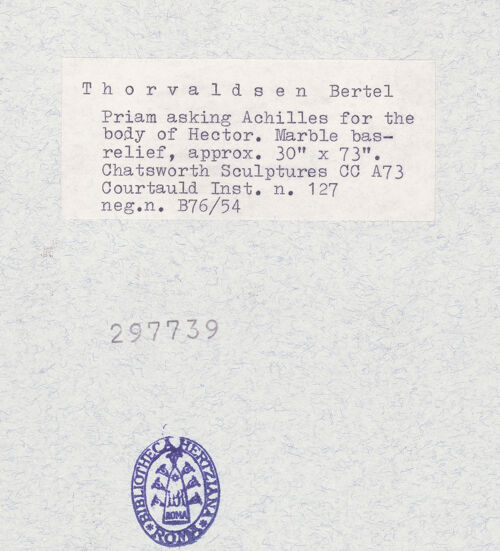 Thorvaldsen Bertel
Priam asking Achilles for the
body of Hector. Marble bas-
relief, approx. 30" x 73".
Chatsworth Sculptures CC A73
Courtauld Inst. n. 127
neg.n. B76/54
297739
BIBLIOTHECA HERTZIANA
ROMA
ROMA